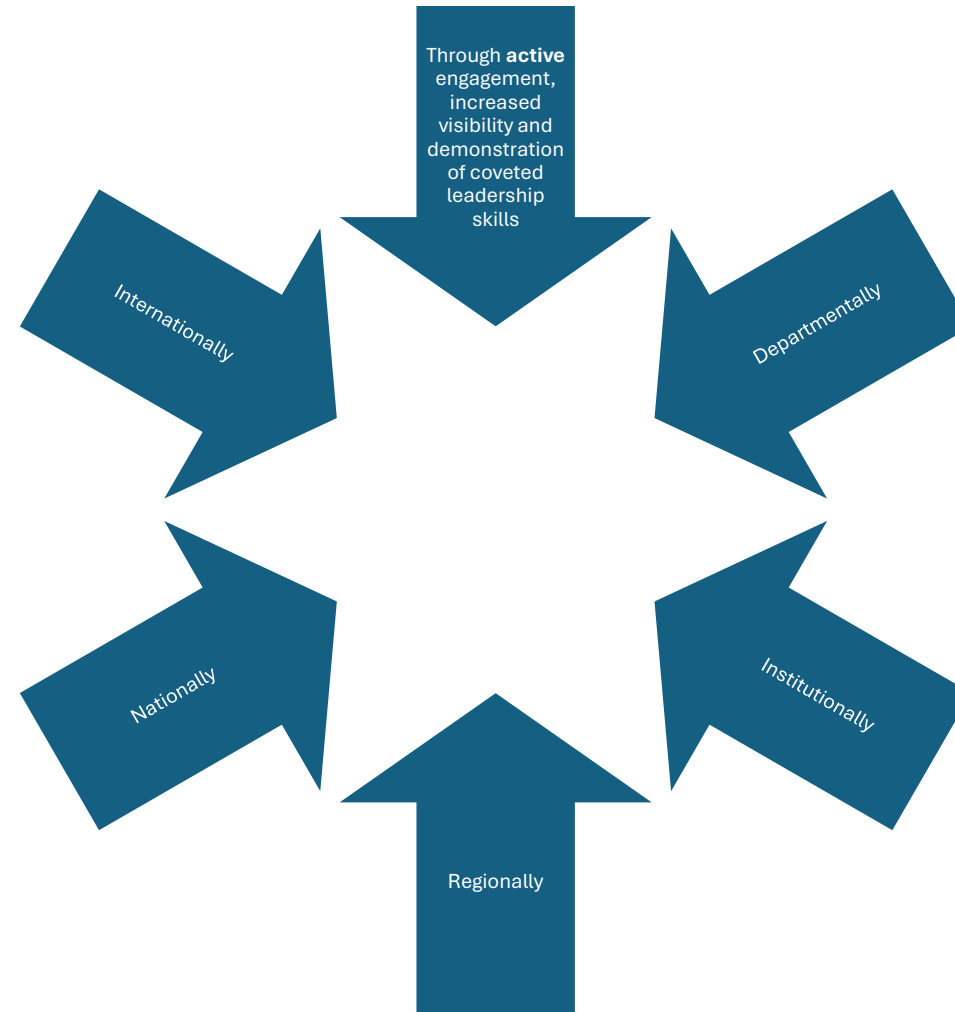 Through active
engagement,
increased
visibility and
demonstration
of coveted
leadership
skills
Departmentally
Institutionally
Regionally
Nationally
Internationally